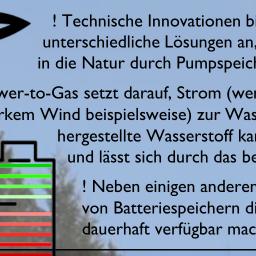 ! Technische Innovationen bi
unterschiedliche Lösungen an,
in die Natur durch Pumpspeich
wer-to-Gas setzt darauf, Strom (wer
rkem Wind beispielsweise) zur Was
hergestellte Wasserstoff kan
und lässt sich durch das be
! Neben einigen anderen
von Batteriespeichern di
dauerhaft verfügbar mac